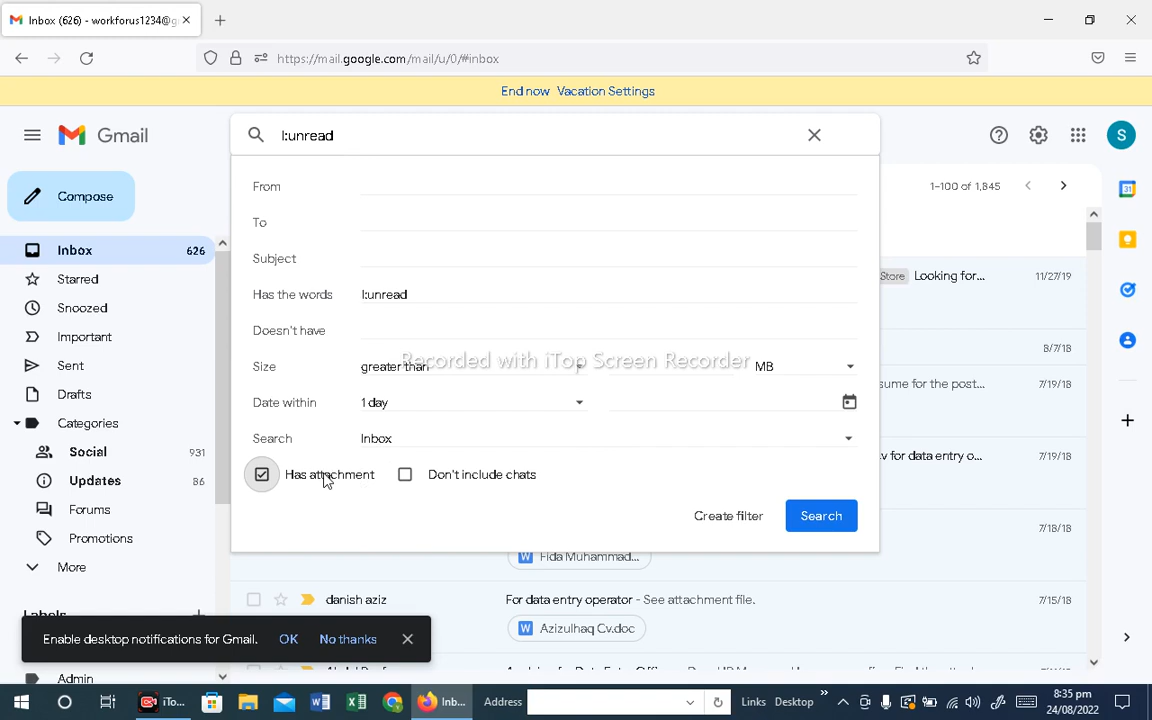 Inbox (626) - workforus1234@g
https://mail.google.com/mail/u/0/#inbox
End now Vacation Settings
Gmail
l:unread
S
Compose
1-100 of 1,845
Inbox 626
Starred
Snoozed
Important
Sent
Drafts
Categories
Social 931
Updates 86
Forums
Promotions
More
Labels
Admin
From
To
Subject
Has the words l:unread
Doesn't have
Size greater than MB
Recorded with iTop Screen Recorder
Date within 1 day
Search Inbox
Has attachment Don't include chats
Create filter Search
Store Looking for... 11/27/19
8/7/18
sume for the post... 7/19/18
cv for data entry o... 7/19/18
7/18/18
W Fida Muhammad...
danish aziz For data entry operator - See attachment file. 7/15/18
W Azizulhaq Cv.doc
Enable desktop notifications for Gmail. OK No thanks
31
iTo...
Inb...
Address
Links Desktop
8:35 pm
24/08/2022